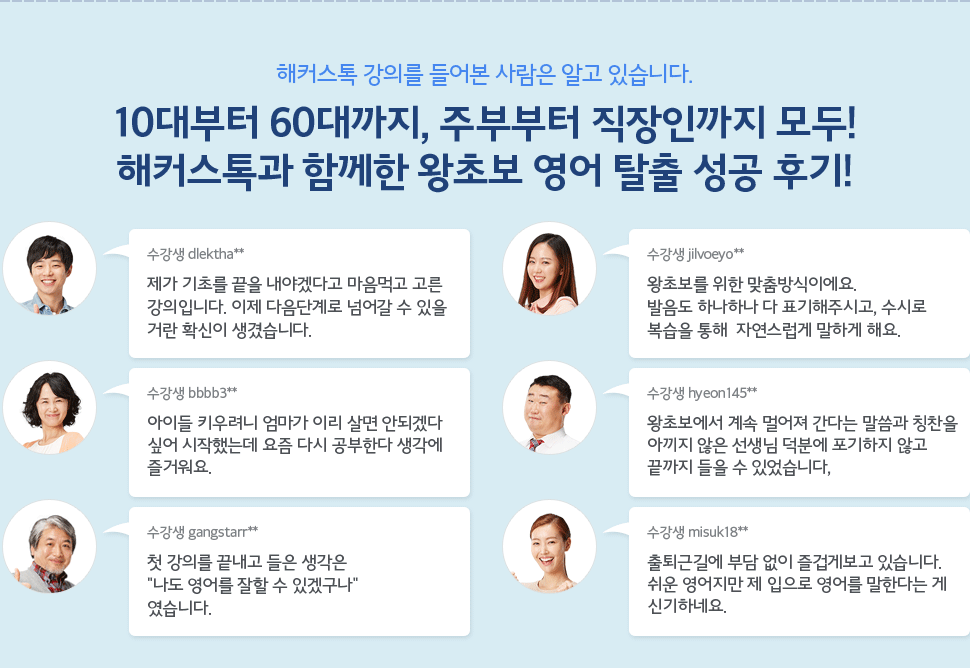 해커스톡 강의를 들어본 사람은 알고 있습니다.
10대부터 60대까지, 주부부터 직장인까지 모두!
해커스톡과 함께한 왕초보 영어 탈출 성공 후기!
수강생 dlektha**
제가 기초를 끝을 내야겠다고 마음먹고 고른
강의입니다. 이제 다음단계로 넘어갈 수 있을
거란 확신이 생겼습니다.
수강생 jilvoeyo**
왕초보를 위한 맞춤방식이에요.
발음도 하나하나 다 표기해주시고, 수시로
복습을 통해 자연스럽게 말하게 해요.
수강생 bbbb3**
아이들 키우려니 엄마가 이리 살면 안되겠다
싶어 시작했는데 요즘 다시 공부한다 생각에
즐거워요.
수강생 hyeon145**
왕초보에서 계속 멀어져 간다는 말씀과 칭찬을
아끼지 않은 선생님 덕분에 포기하지 않고
끝까지 들을 수 있었습니다,
수강생 gangstarr**
첫 강의를 끝내고 들은 생각은
"나도 영어를 잘할 수 있겠구나"
였습니다.
수강생 misuk18**
출퇴근길에 부담 없이 즐겁게보고 있습니다.
쉬운 영어지만 제 입으로 영어를 말한다는 게
신기하네요.